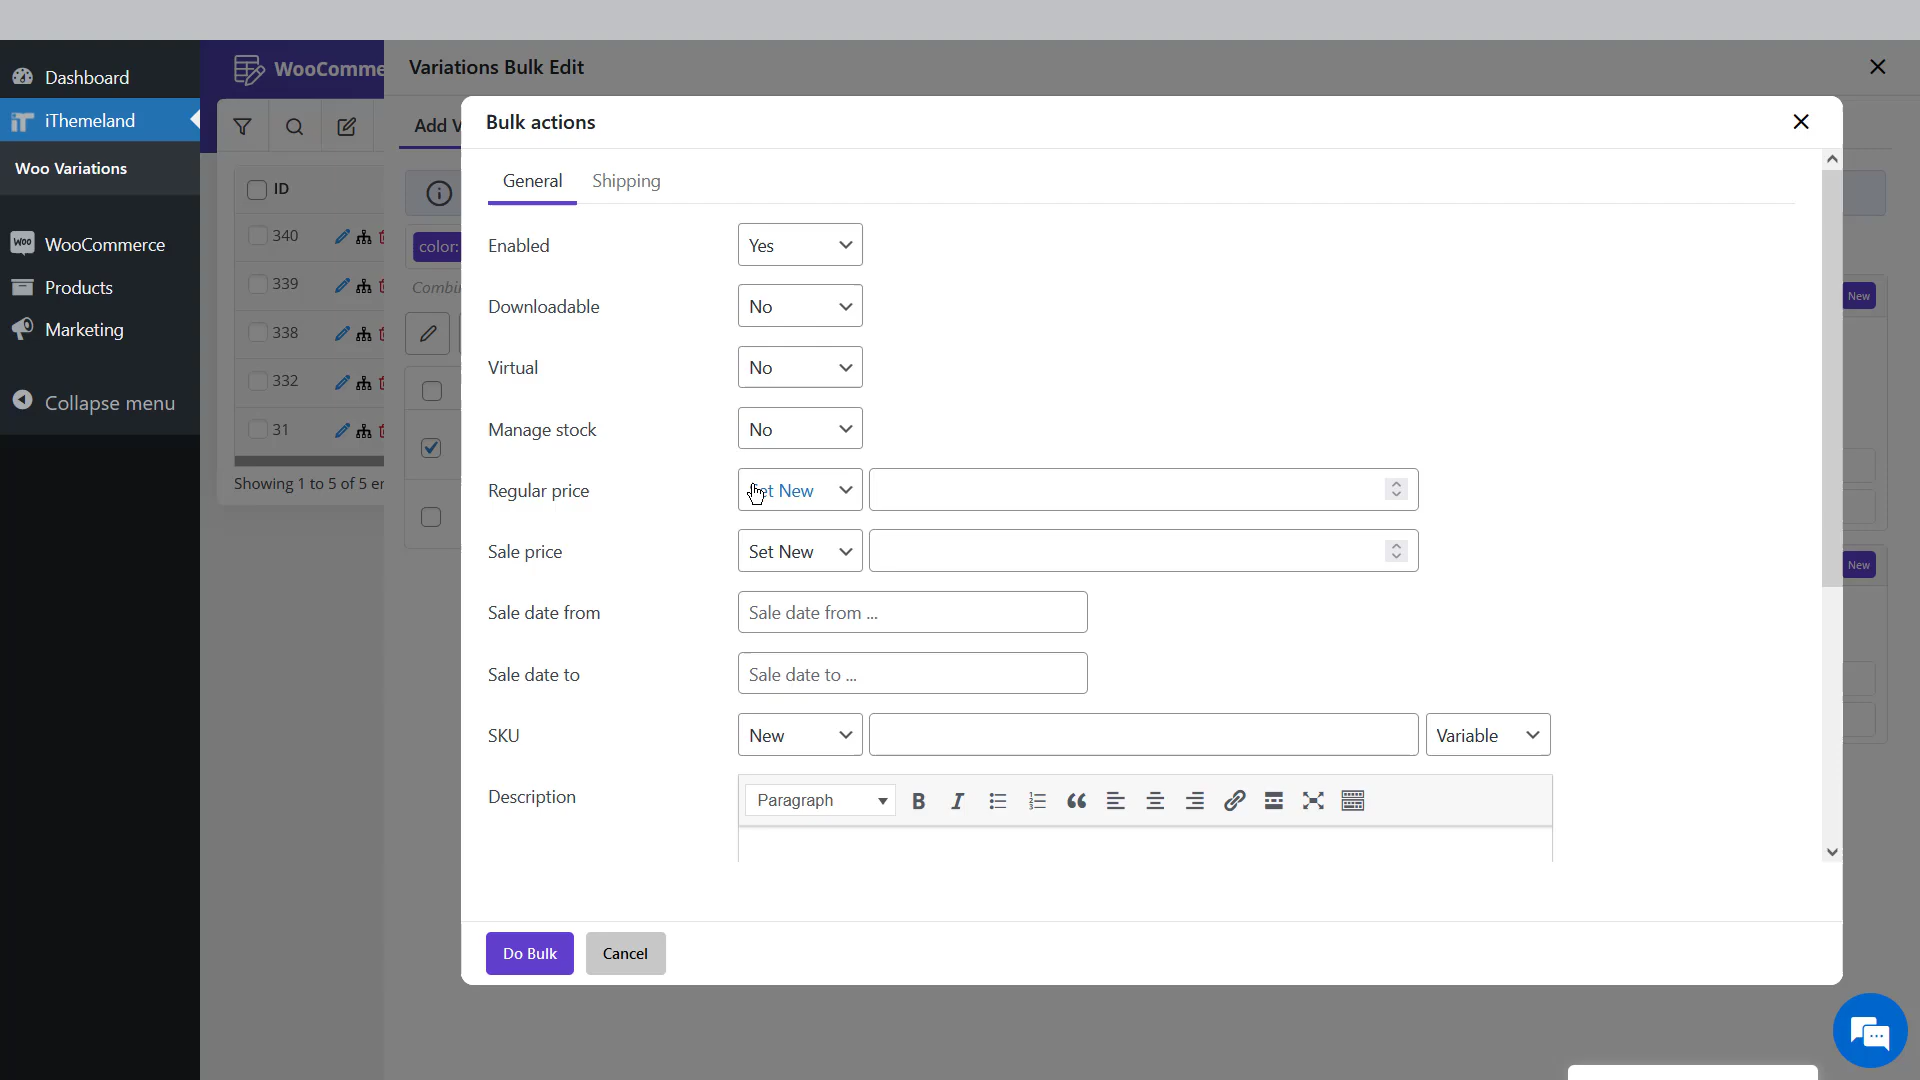 Dashboard
iThemeland
Woo Variations
WooCommerce
Products
Marketing
Collapse menu
WooComme
ID
340
339
338
332
31
Showing 1 to 5 of 5 er
Variations Bulk Edit
Add V
color:
Combi
New
New
Bulk actions
General Shipping
Enabled Yes
Downloadable No
Virtual No
Manage stock No
Regular price Set New
Sale price Set New
Sale date from Sale date from ...
Sale date to Sale date to ...
SKU New Variable
Description Paragraph
Do Bulk Cancel